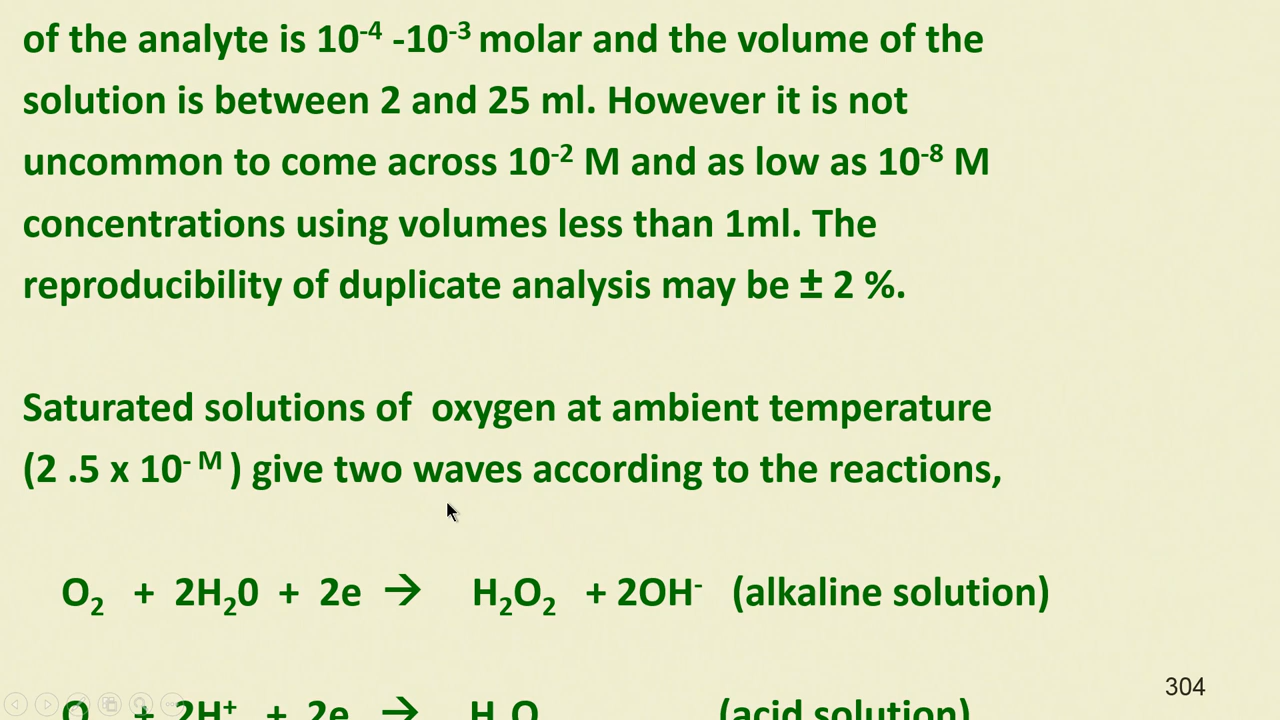 of the analyte is 10⁻⁴ -10⁻³ molar and the volume of the
solution is between 2 and 25 ml. However it is not
uncommon to come across 10⁻² M and as low as 10⁻⁸ M
concentrations using volumes less than 1ml. The
reproducibility of duplicate analysis may be ± 2 %.
Saturated solutions of oxygen at ambient temperature
(2 .5 x 10⁻ ᴹ ) give two waves according to the reactions,
O₂ + 2H₂0 + 2e → H₂O₂ + 2OH⁻ (alkaline solution)
304
O + 2H⁺ + 2e → H O (acid solution)